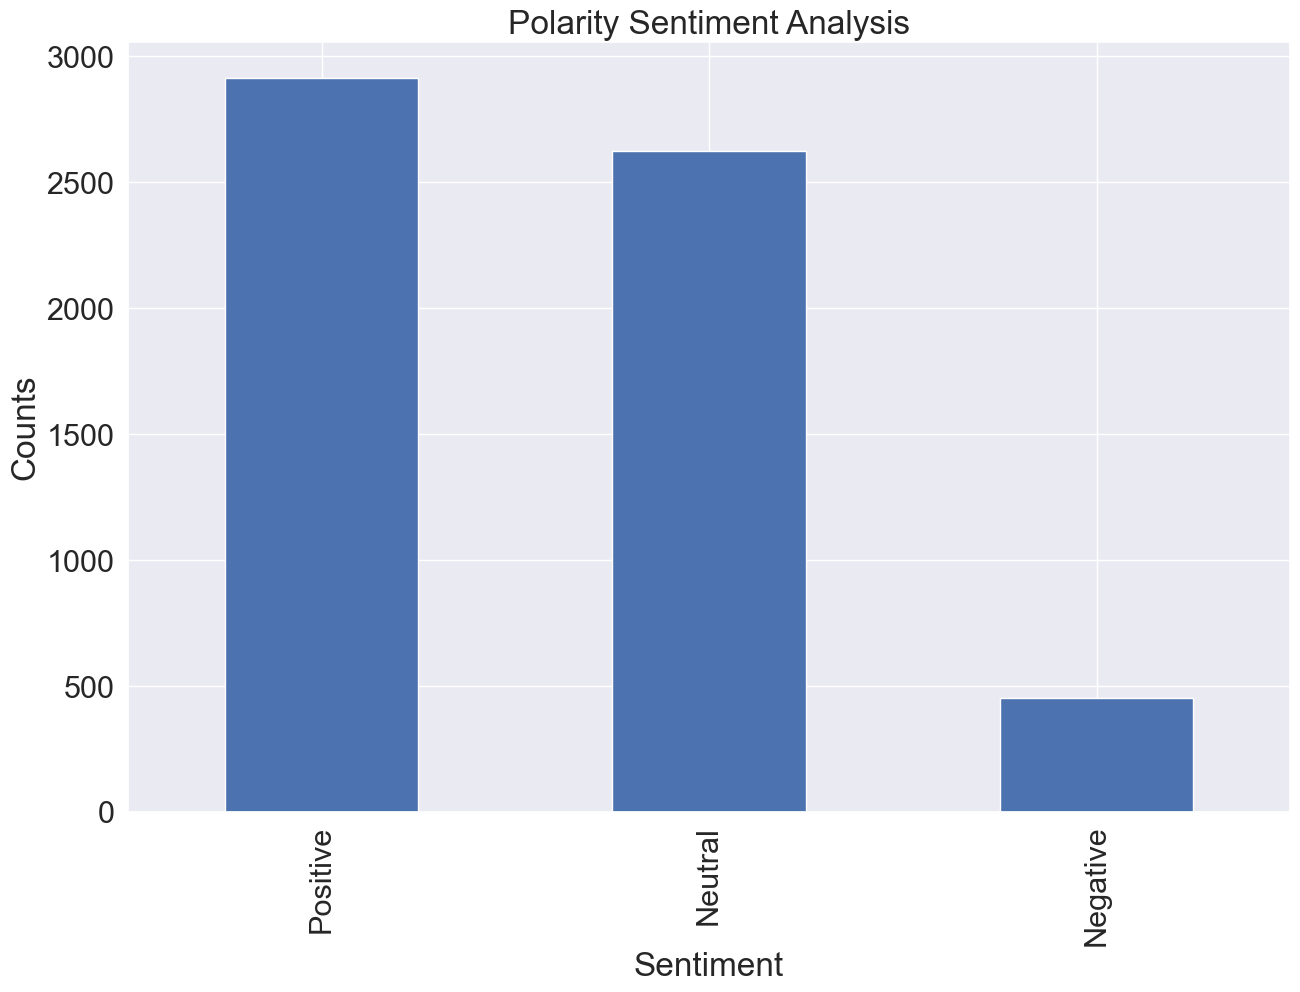 Polarity Sentiment Analysis
3000
2500
2000
1500
1000
500
0
Counts
Positive
Neutral
Negative
Sentiment